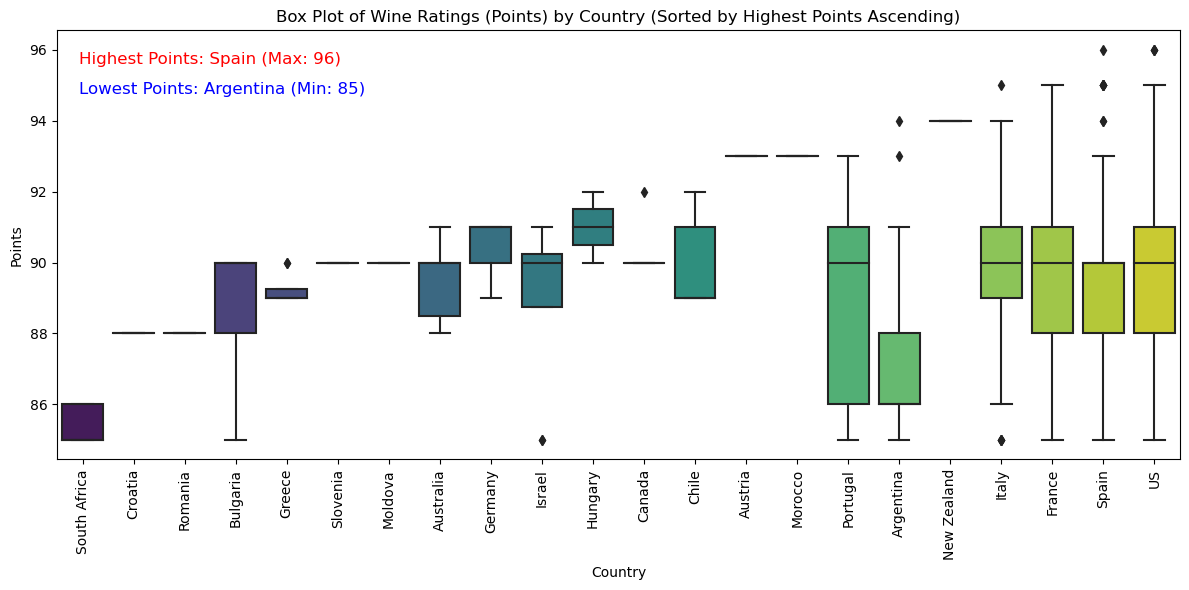 Box Plot of Wine Ratings (Points) by Country (Sorted by Highest Points Ascending)
Highest Points: Spain (Max: 96)
Lowest Points: Argentina (Min: 85)
Points
96
94
92
90
88
86
South Africa
Croatia
Romania
Bulgaria
Greece
Slovenia
Moldova
Australia
Germany
Israel
Hungary
Canada
Chile
Austria
Morocco
Portugal
Argentina
New Zealand
Italy
France
Spain
US
Country